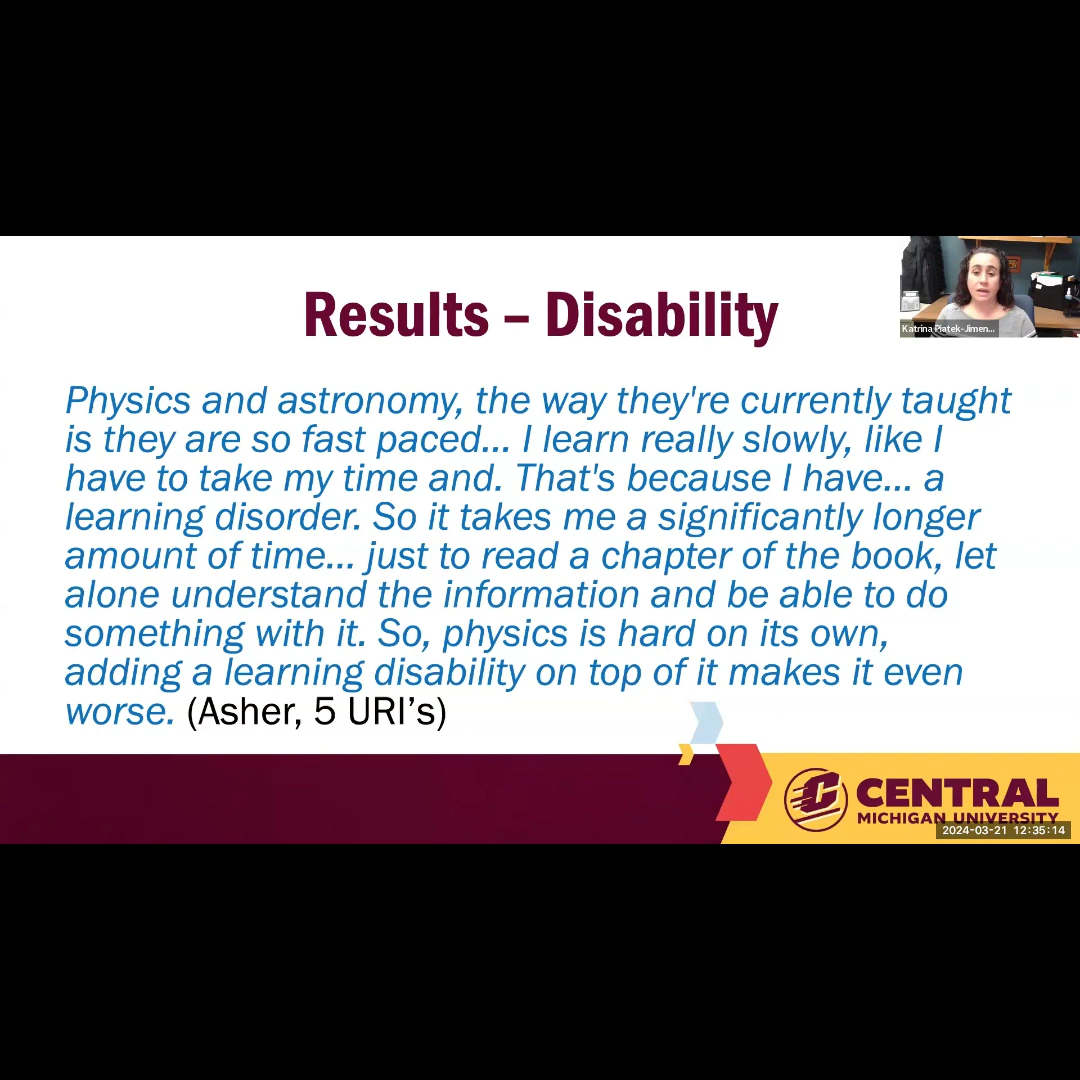 Results – Disability
Katrina Piatek-Jimen...
Physics and astronomy, the way they're currently taught
is they are so fast paced... I learn really slowly, like I
have to take my time and. That's because I have... a
learning disorder. So it takes me a significantly longer
amount of time... just to read a chapter of the book, let
alone understand the information and be able to do
something with it. So, physics is hard on its own,
adding a learning disability on top of it makes it even
worse. (Asher, 5 URI’s)
CENTRAL
MICHIGAN UNIVERSITY
2024-03-21 12:35:14